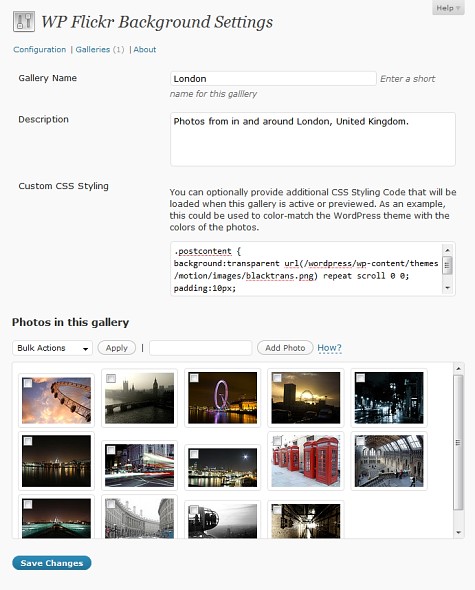 Help
WP Flickr Background Settings
Configuration | Galleries (1) | About
Gallery Name
London
Enter a short
name for this galllery
Description
Photos from in and around London, United Kingdom.
Custom CSS Styling
You can optionally provide additional CSS Styling Code that will be
loaded when this gallery is active or previewed. As an example,
this could be used to color-match the WordPress theme with the
colors of the photos.
.postcontent {
background:transparent url(/wordpress/wp-content/themes
/motion/images/blacktrans.png) repeat scroll 0 0;
padding:10px;
Photos in this gallery
Bulk Actions
Apply
|
Add Photo
How?
Save Changes